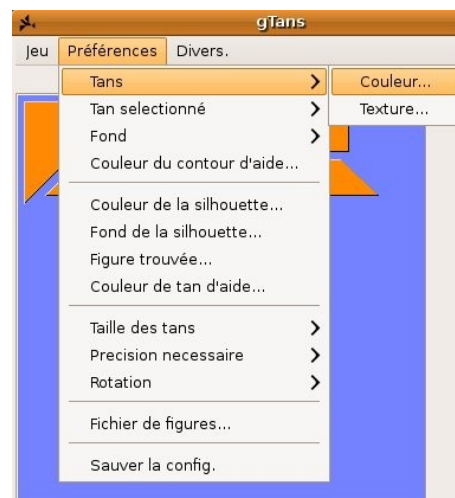 gTans
Jeu Préférences Divers.
Tans
Couleur...
Tan selectionné
Texture...
Fond
Couleur du contour d'aide...
Couleur de la silhouette...
Fond de la silhouette...
Figure trouvée...
Couleur de tan d'aide...
Taille des tans
Precision necessaire
Rotation
Fichier de figures...
Sauver la config.